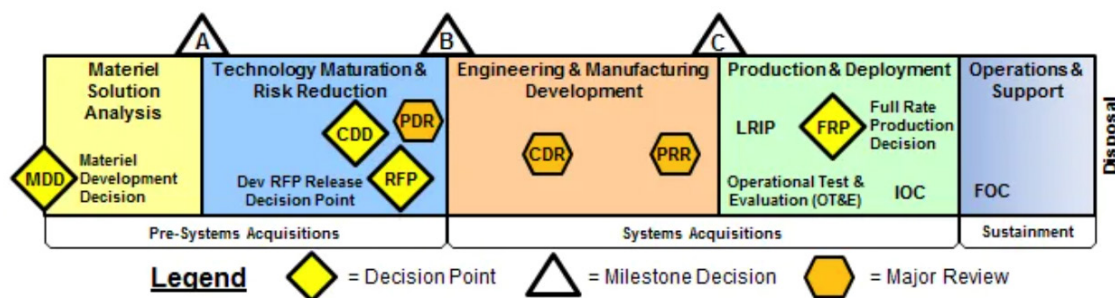 A
B
C
Materiel
Solution
Analysis
MDD
Materiel
Development
Decision
Technology Maturation &
Risk Reduction
CDD
PDR
Dev RFP Release
Decision Point
RFP
Engineering & Manufacturing
Development
CDR
PRR
Production & Deployment
LRIP
FRP
Full Rate
Production
Decision
Operational Test &
Evaluation (OT&E)
IOC
Operations &
Support
FOC
Disposal
Pre-Systems Acquisitions
Systems Acquisitions
Sustainment
Legend
= Decision Point
= Milestone Decision
= Major Review